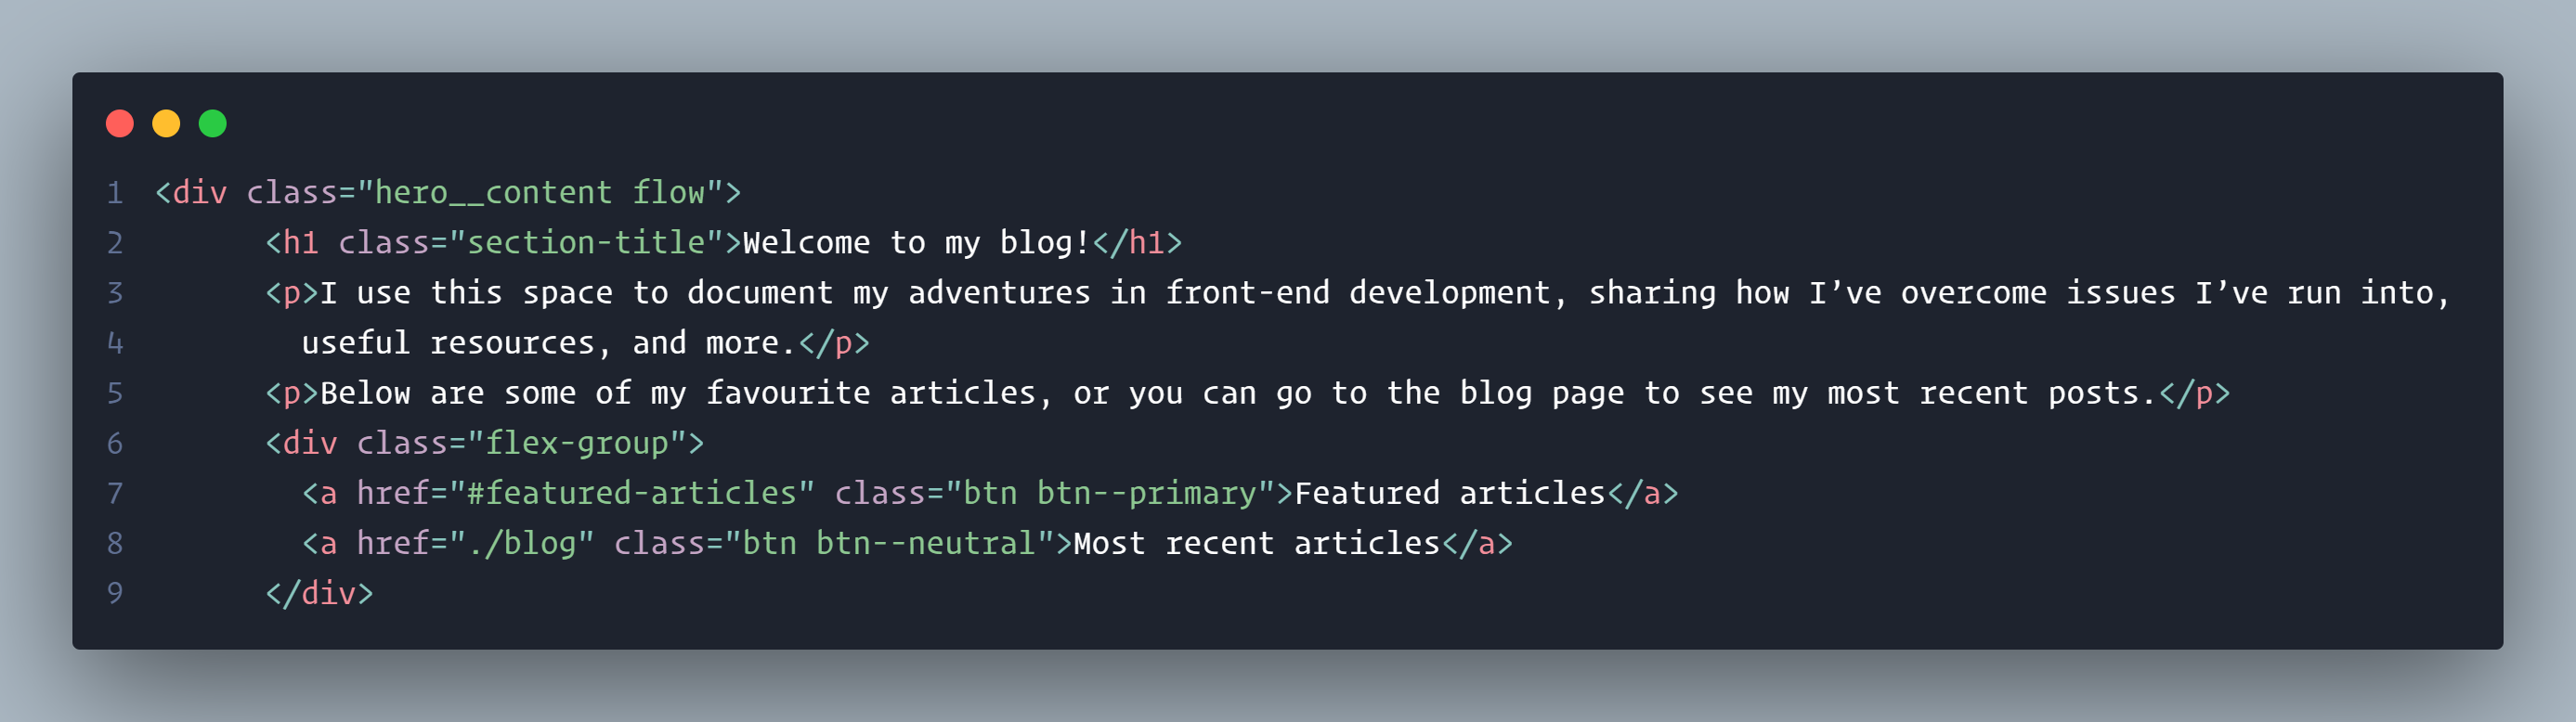 1 <div class="hero__content flow">
2       <h1 class="section-title">Welcome to my blog!</h1>
3       <p>I use this space to document my adventures in front-end development, sharing how I’ve overcome issues I’ve run into,
4         useful resources, and more.</p>
5       <p>Below are some of my favourite articles, or you can go to the blog page to see my most recent posts.</p>
6       <div class="flex-group">
7         <a href="#featured-articles" class="btn btn--primary">Featured articles</a>
8         <a href="./blog" class="btn btn--neutral">Most recent articles</a>
9       </div>